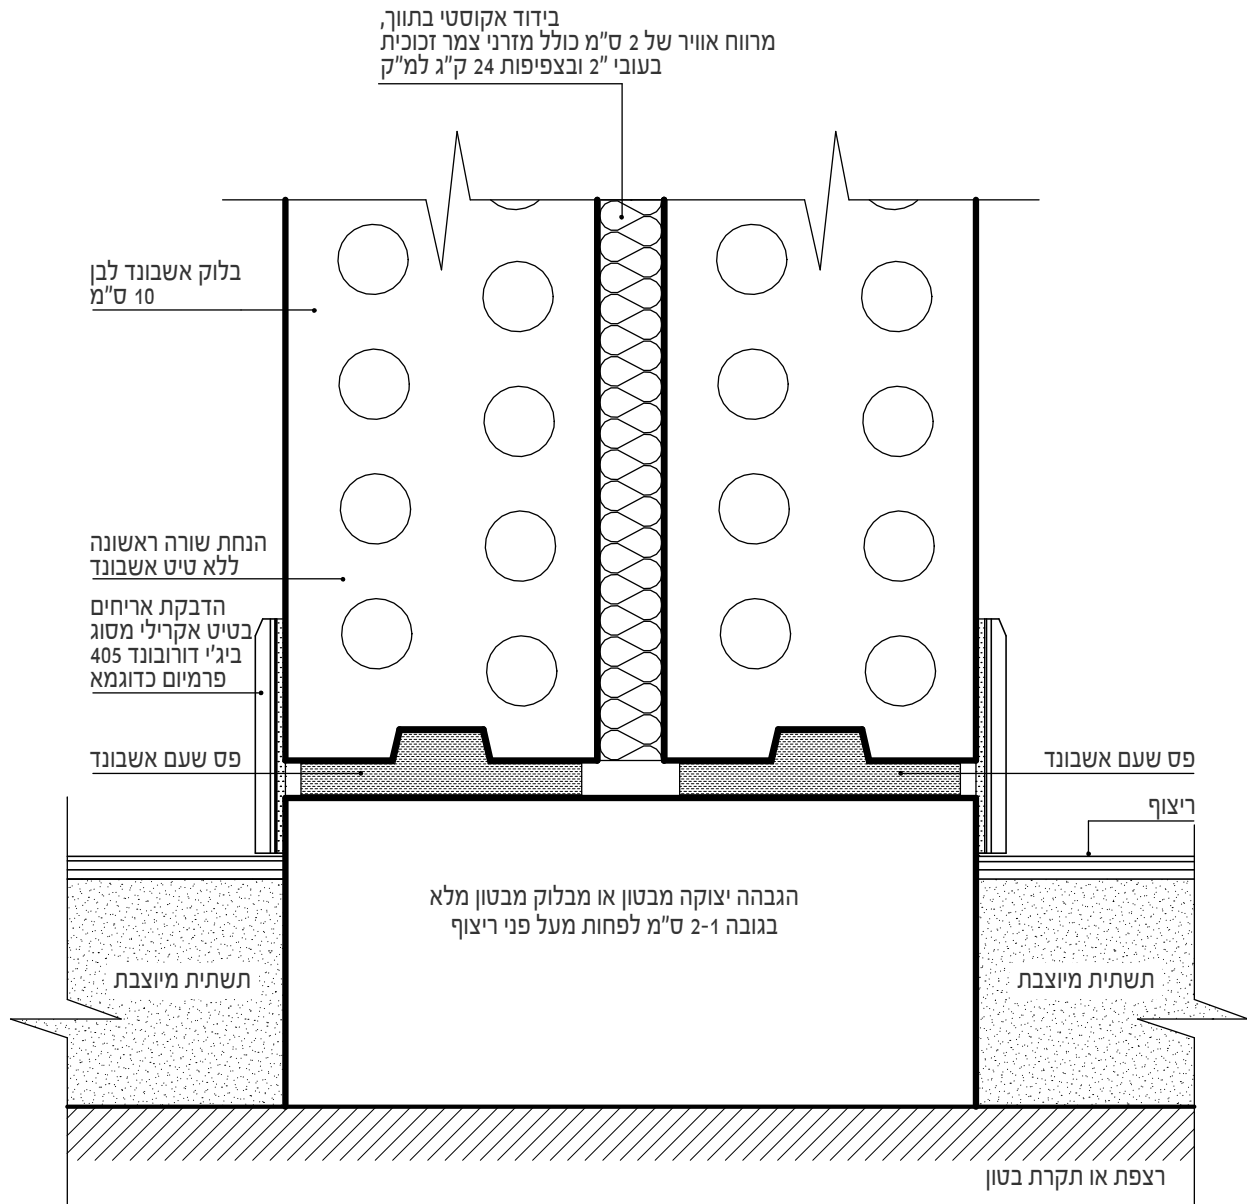 בידוד אקוסטי בתווך,
מרווח אוויר של 2 ס"מ כולל מזרני צמר זכוכית
בעובי "2 ובצפיפות 24 ק"ג למ"ק
בלוק אשבונד לבן
10 ס"מ
הנחת שורה ראשונה
ללא טיט אשבונד
הדבקת אריחים
בטיט אקרילי מסוג
ביג'י דורובונד 405
פרמיום כדוגמא
פס שעם אשבונד
פס שעם אשבונד
ריצוף
הגבהה יצוקה מבטון או מבלוק מבטון מלא
בגובה 2-1 ס"מ לפחות מעל פני ריצוף
תשתית מיוצבת
תשתית מיוצבת
רצפת או תקרת בטון